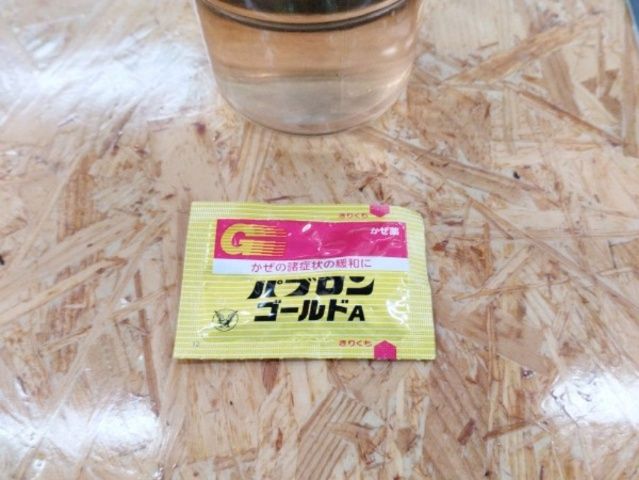 きりくち
G
かぜ薬
かぜの諸症状の緩和に
パブロン
ゴールドA
きりくち